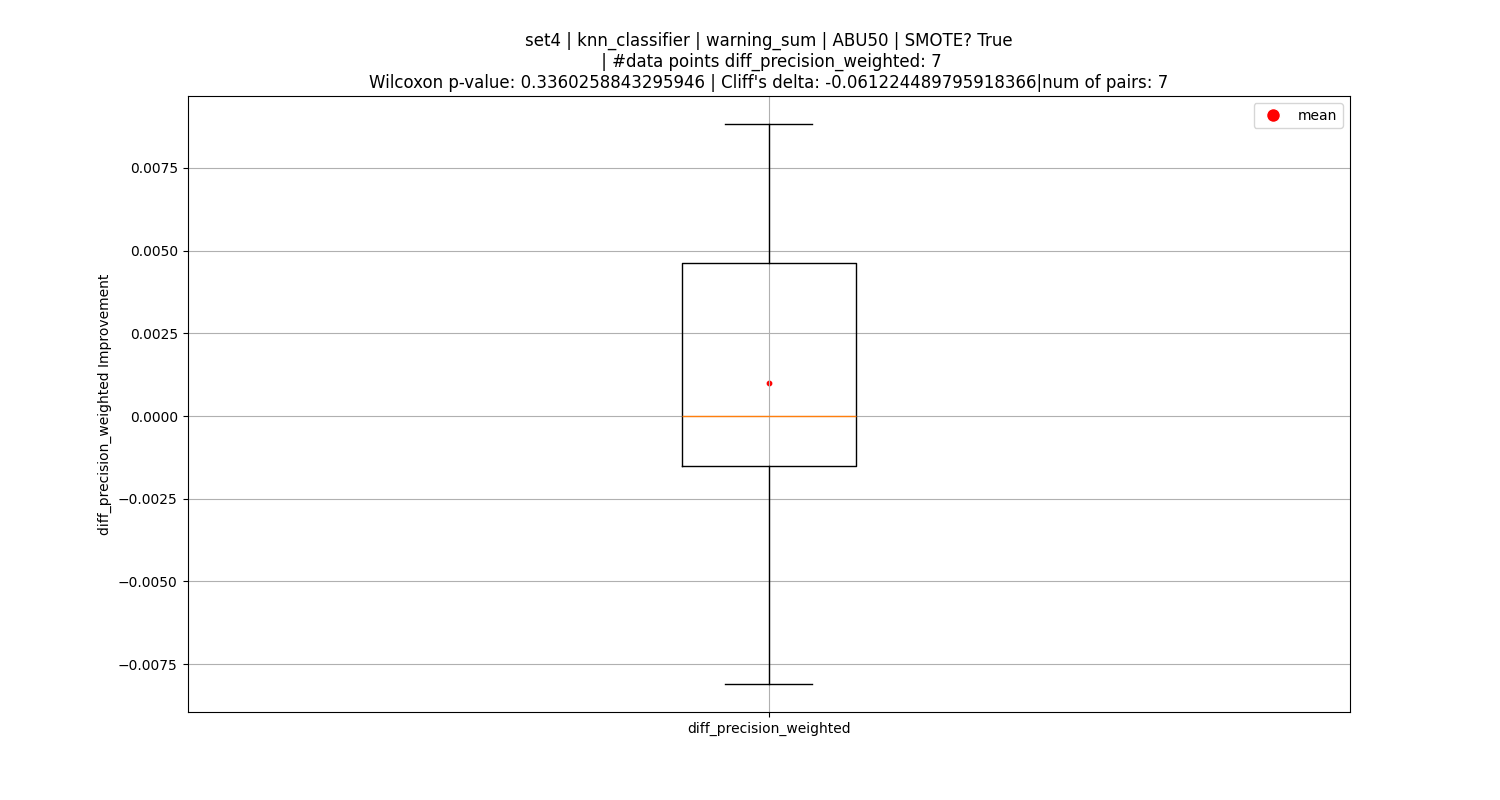 set4 | knn_classifier | warning_sum | ABU50 | SMOTE? True
| #data points diff_precision_weighted: 7
Wilcoxon p-value: 0.3360258843295946 | Cliff's delta: -0.061224489795918366|num of pairs: 7
mean
0.0075
0.0050
0.0025
0.0000
−0.0025
−0.0050
−0.0075
diff_precision_weighted Improvement
diff_precision_weighted